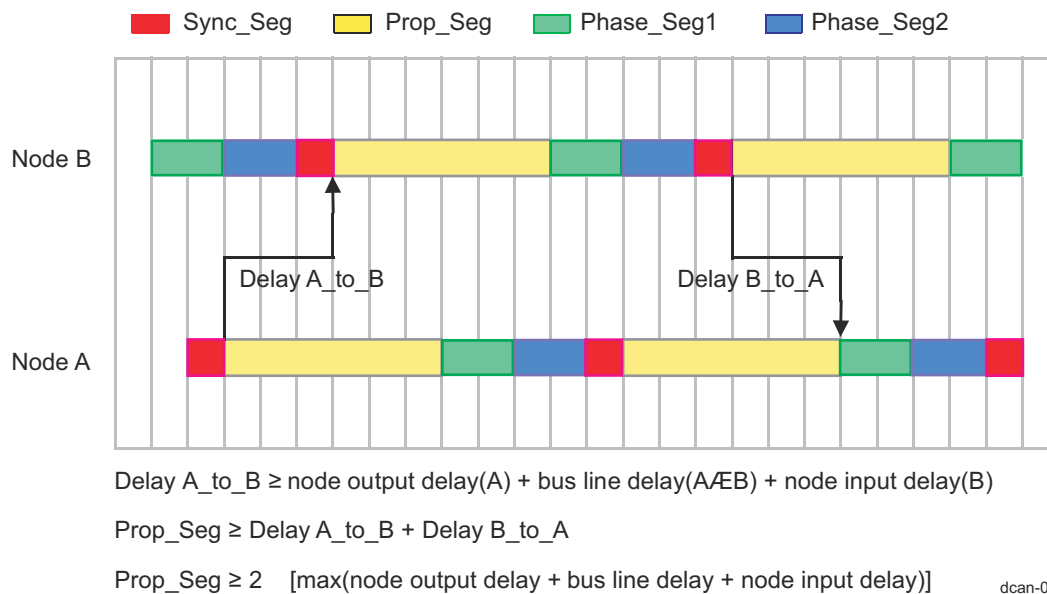 Sync_Seg Prop_Seg Phase_Seg1 Phase_Seg2
Node B
Delay A_to_B Delay B_to_A
Node A
Delay A_to_B ≥ node output delay(A) + bus line delay(AÆB) + node input delay(B)
Prop_Seg ≥ Delay A_to_B + Delay B_to_A
Prop_Seg ≥ 2 [max(node output delay + bus line delay + node input delay)]
dcan-0